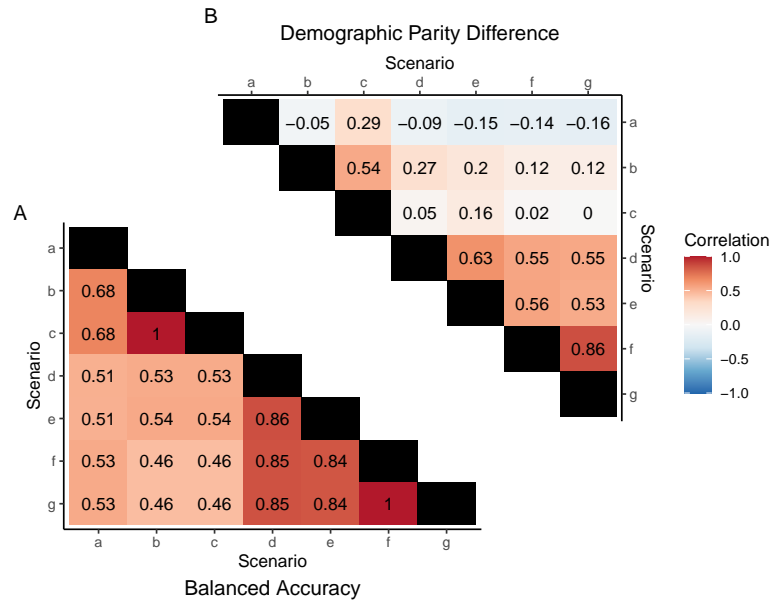 B
Demographic Parity Difference
Scenario
a b c d e f g
−0.05 0.29 −0.09 −0.15 −0.14 −0.16 a
0.54 0.27 0.2 0.12 0.12 b
0.05 0.16 0.02 0 c
0.63 0.55 0.55 d
0.56 0.53 e
0.86 f
g
Scenario
Correlation
1.0
0.5
0.0
−0.5
−1.0
A
a
b 0.68
c 0.68 1
d 0.51 0.53 0.53
e 0.51 0.54 0.54 0.86
f 0.53 0.46 0.46 0.85 0.84
g 0.53 0.46 0.46 0.85 0.84 1
Scenario
a b c d e f g
Scenario
Balanced Accuracy